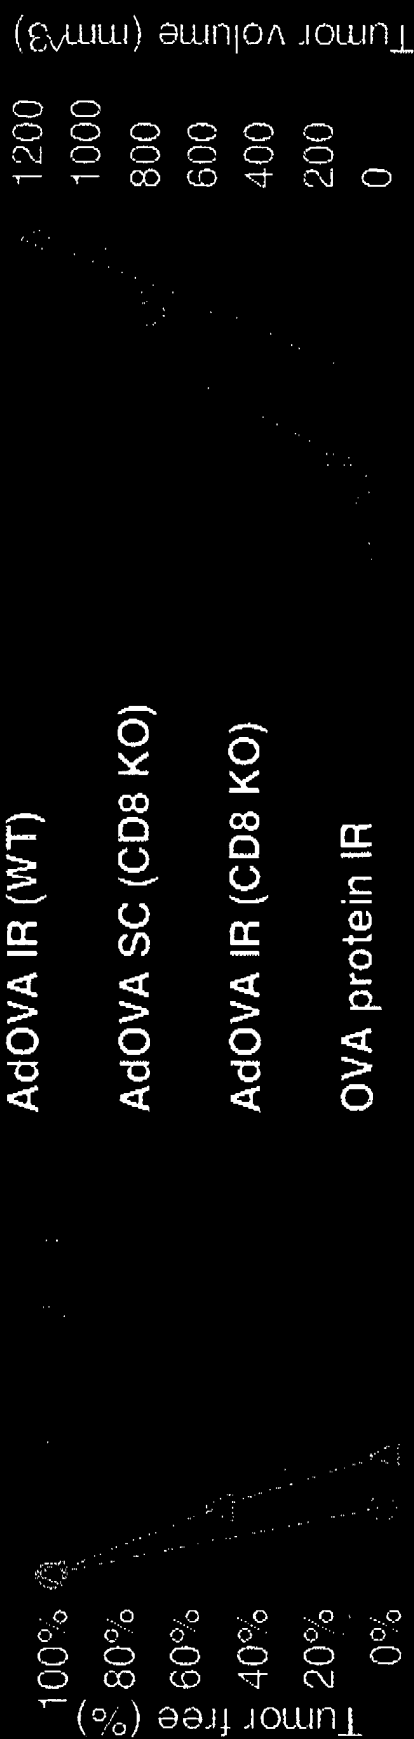 Tumor volume (mm^3)
1200
1000
800
600
400
200
0
AdOVA IR (WT)
AdOVA SC (CD8 KO)
AdOVA IR (CD8 KO)
OVA protein IR
100%
80%
60%
40%
20%
0%
Tumor free (%)